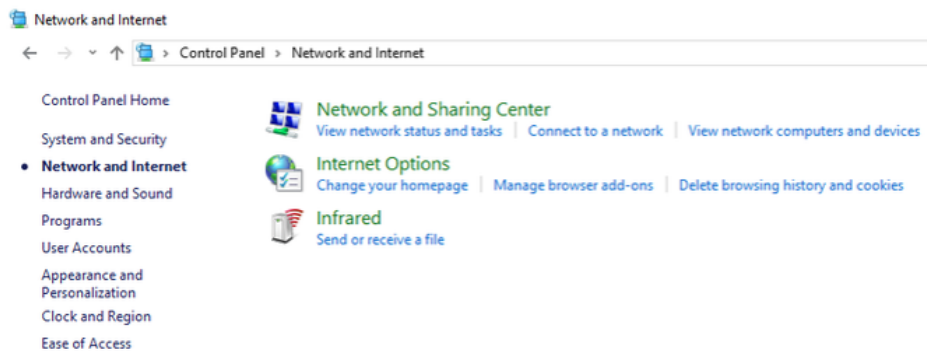 Network and Internet
Control Panel > Network and Internet
Control Panel Home
System and Security
Network and Internet
Hardware and Sound
Programs
User Accounts
Appearance and
Personalization
Clock and Region
Ease of Access
Network and Sharing Center
View network status and tasks | Connect to a network | View network computers and devices
Internet Options
Change your homepage | Manage browser add-ons | Delete browsing history and cookies
Infrared
Send or receive a file